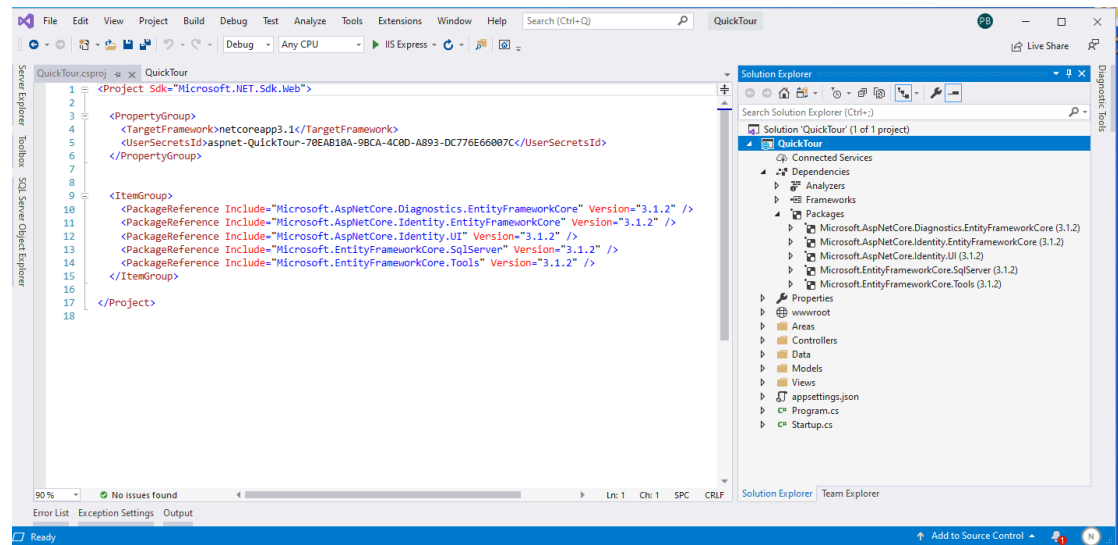 File Edit View Project Build Debug Test Analyze Tools Extensions Window Help Search (Ctrl+Q) QuickTour PB
Debug Any CPU IIS Express Live Share
Server Explorer
Toolbox
SQL Server Object Explorer
QuickTour.csproj QuickTour
1 <Project Sdk="Microsoft.NET.Sdk.Web">
2
3 <PropertyGroup>
4 <TargetFramework>netcoreapp3.1</TargetFramework>
5 <UserSecretsId>aspnet-QuickTour-70EAB10A-9BCA-4C0D-A893-DC776E66007C</UserSecretsId>
6 </PropertyGroup>
7
8
9 <ItemGroup>
10 <PackageReference Include="Microsoft.AspNetCore.Diagnostics.EntityFrameworkCore" Version="3.1.2" />
11 <PackageReference Include="Microsoft.AspNetCore.Identity.EntityFrameworkCore" Version="3.1.2" />
12 <PackageReference Include="Microsoft.AspNetCore.Identity.UI" Version="3.1.2" />
13 <PackageReference Include="Microsoft.EntityFrameworkCore.SqlServer" Version="3.1.2" />
14 <PackageReference Include="Microsoft.EntityFrameworkCore.Tools" Version="3.1.2" />
15 </ItemGroup>
16
17 </Project>
18
90 % No issues found Ln: 1 Ch: 1 SPC CRLF
Solution Explorer
Search Solution Explorer (Ctrl+;)
Solution 'QuickTour' (1 of 1 project)
QuickTour
Connected Services
Dependencies
Analyzers
Frameworks
Packages
Microsoft.AspNetCore.Diagnostics.EntityFrameworkCore (3.1.2)
Microsoft.AspNetCore.Identity.EntityFrameworkCore (3.1.2)
Microsoft.AspNetCore.Identity.UI (3.1.2)
Microsoft.EntityFrameworkCore.SqlServer (3.1.2)
Microsoft.EntityFrameworkCore.Tools (3.1.2)
Properties
wwwroot
Areas
Controllers
Data
Models
Views
appsettings.json
C# Program.cs
C# Startup.cs
Solution Explorer Team Explorer
Diagnostic Tools
Error List Exception Settings Output
Ready Add to Source Control 1 N